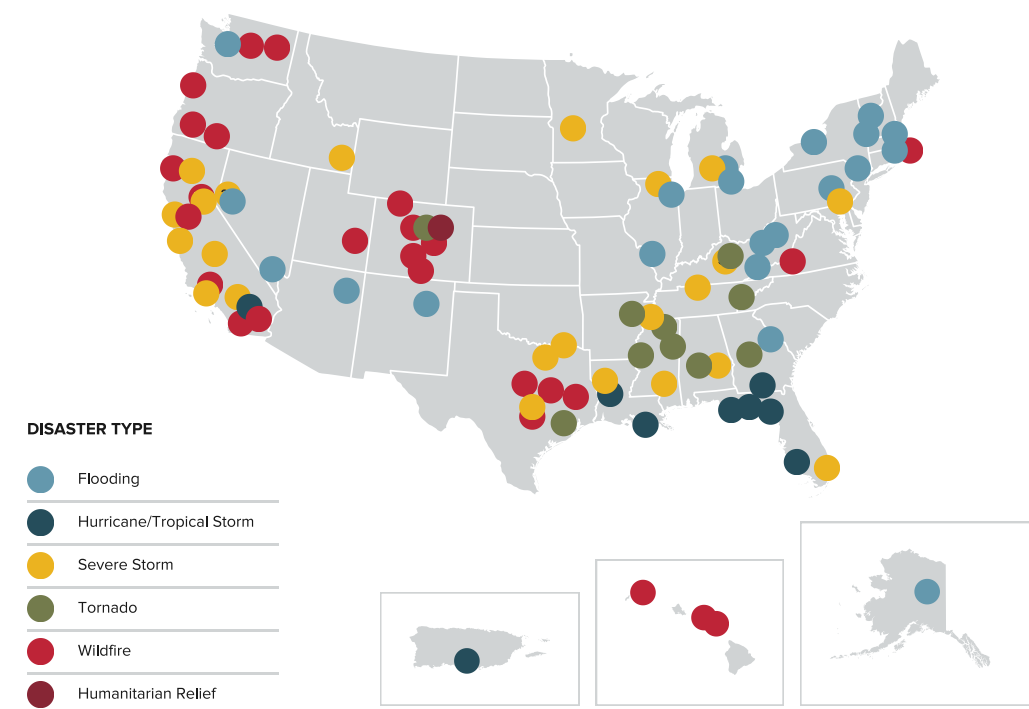 DISASTER TYPE
Flooding
Hurricane/Tropical Storm
Severe Storm
Tornado
Wildfire
Humanitarian Relief